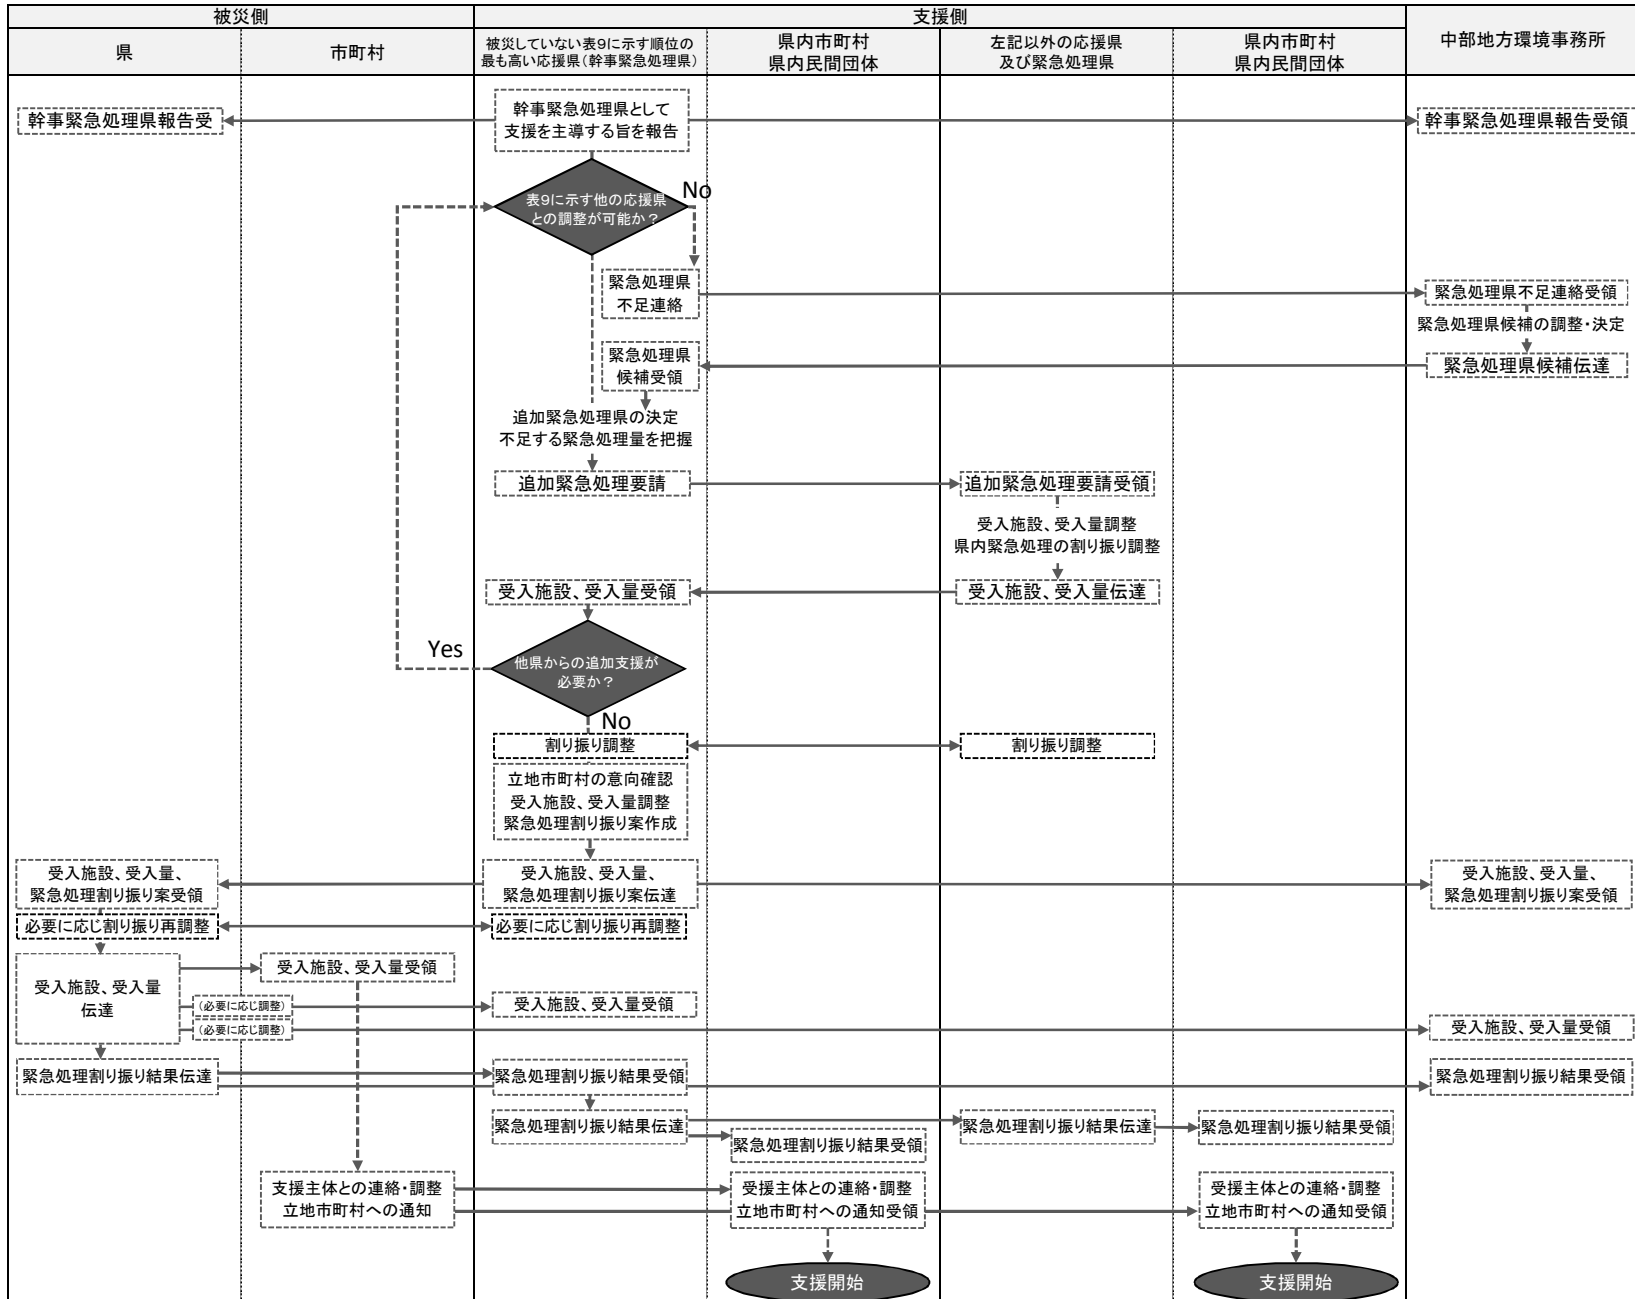 被災側
支援側
県
市町村
被災していない表9に示す順位の
最も高い応援県(幹事緊急処理県)
県内市町村
県内民間団体
左記以外の応援県
及び緊急処理県
県内市町村
県内民間団体
中部地方環境事務所
幹事緊急処理県報告受
幹事緊急処理県として
支援を主導する旨を報告
幹事緊急処理県報告受領
表9に示す他の応援県
との調整が可能か?
No
緊急処理県
不足連絡
緊急処理県不足連絡受領
緊急処理県候補の調整・決定
緊急処理県
候補受領
緊急処理県候補伝達
追加緊急処理県の決定
不足する緊急処理量を把握
追加緊急処理要請
追加緊急処理要請受領
受入施設、受入量調整
県内緊急処理の割り振り調整
受入施設、受入量受領
受入施設、受入量伝達
Yes
他県からの追加支援が
必要か?
No
割り振り調整
割り振り調整
立地市町村の意向確認
受入施設、受入量調整
緊急処理割り振り案作成
受入施設、受入量、
緊急処理割り振り案受領
受入施設、受入量、
緊急処理割り振り案伝達
受入施設、受入量、
緊急処理割り振り案受領
必要に応じ割り振り再調整
必要に応じ割り振り再調整
受入施設、受入量
伝達
受入施設、受入量受領
(必要に応じ調整)
受入施設、受入量受領
(必要に応じ調整)
受入施設、受入量受領
緊急処理割り振り結果伝達
緊急処理割り振り結果受領
緊急処理割り振り結果受領
緊急処理割り振り結果伝達
緊急処理割り振り結果受領
緊急処理割り振り結果伝達
緊急処理割り振り結果受領
支援主体との連絡・調整
立地市町村への通知
受援主体との連絡・調整
立地市町村への通知受領
受援主体との連絡・調整
立地市町村への通知受領
支援開始
支援開始